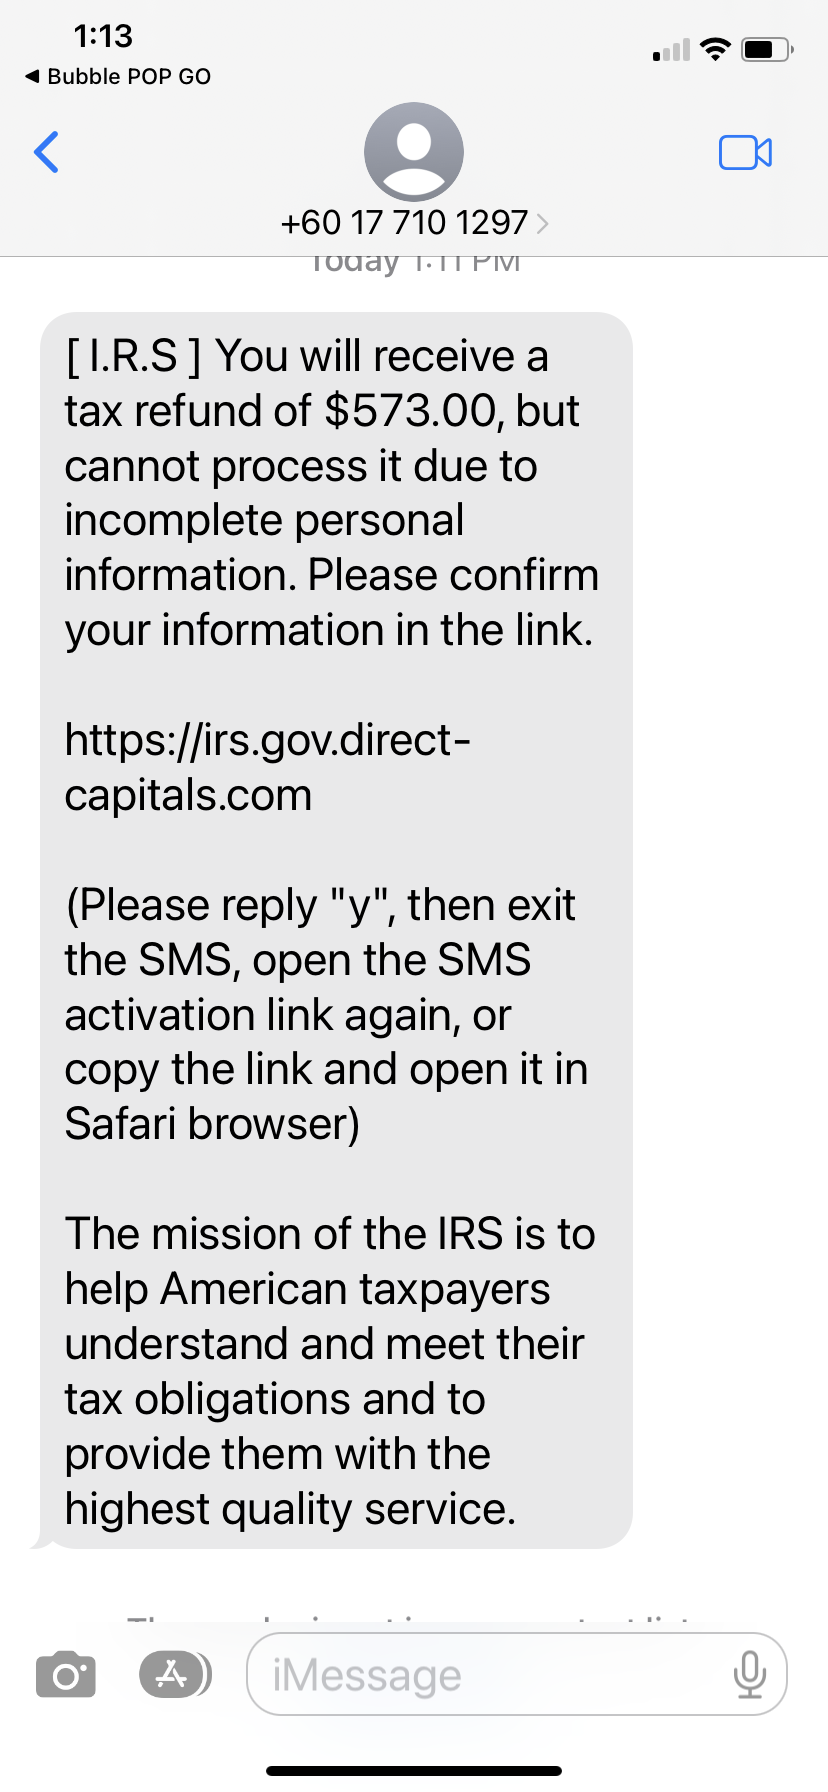 1:13
Bubble POP GO
+60 17 710 1297
Today 1:11 PM
[ I.R.S ] You will receive a
tax refund of $573.00, but
cannot process it due to
incomplete personal
information. Please confirm
your information in the link.
https://irs.gov.direct-
capitals.com
(Please reply "y", then exit
the SMS, open the SMS
activation link again, or
copy the link and open it in
Safari browser)
The mission of the IRS is to
help American taxpayers
understand and meet their
tax obligations and to
provide them with the
highest quality service.
iMessage